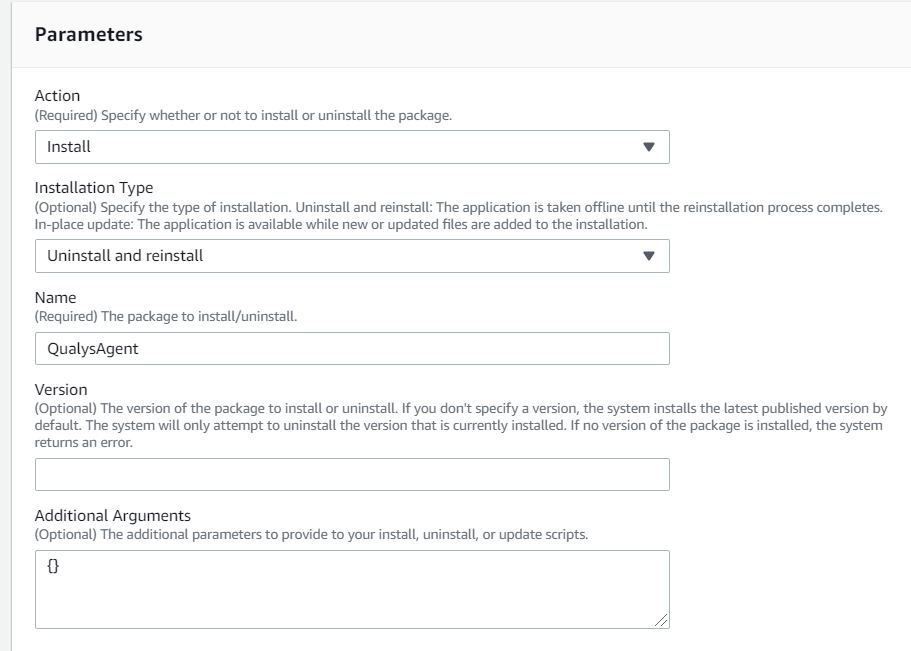 Parameters
Action
(Required) Specify whether or not to install or uninstall the package.
Install
Installation Type
(Optional) Specify the type of installation. Uninstall and reinstall: The application is taken offline until the reinstallation process completes.
In-place update: The application is available while new or updated files are added to the installation.
Uninstall and reinstall
Name
(Required) The package to install/uninstall.
QualysAgent
Version
(Optional) The version of the package to install or uninstall. If you don't specify a version, the system installs the latest published version by
default. The system will only attempt to uninstall the version that is currently installed. If no version of the package is installed, the system
returns an error.
Additional Arguments
(Optional) The additional parameters to provide to your install, uninstall, or update scripts.
{}